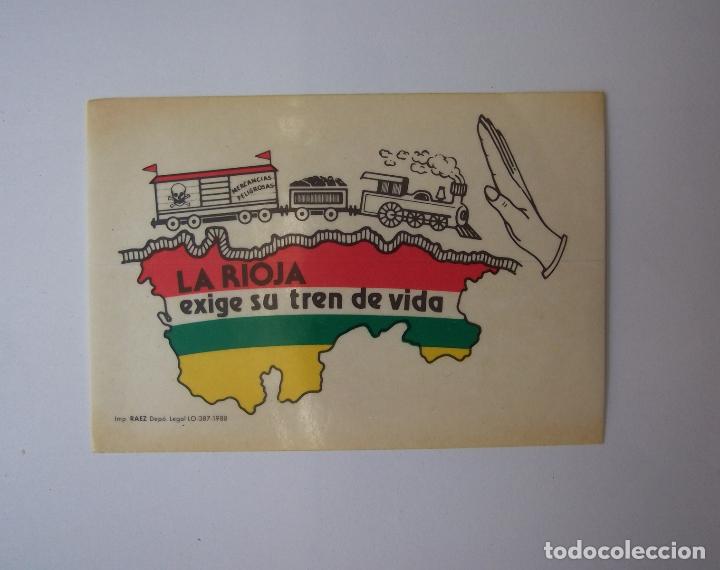 MERCANCIAS
PELIGROSAS
LA RIOJA
exige su tren de vida
Imp. RAEZ Depó. Legal LO-387-1988
todocoleccion